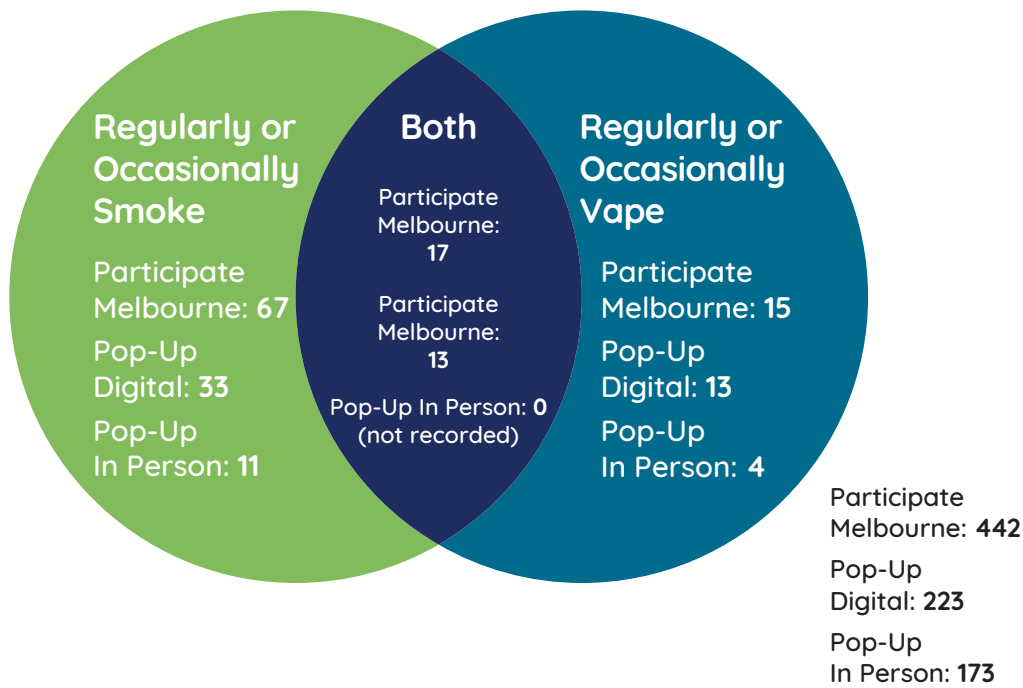 Regularly or
Occasionally
Smoke
Participate
Melbourne: 67
Pop-Up
Digital: 33
Pop-Up
In Person: 11
Both
Participate
Melbourne:
17
Participate
Melbourne:
13
Pop-Up In Person: 0
(not recorded)
Regularly or
Occasionally
Vape
Participate
Melbourne: 15
Pop-Up
Digital: 13
Pop-Up
In Person: 4
Participate
Melbourne: 442
Pop-Up
Digital: 223
Pop-Up
In Person: 173